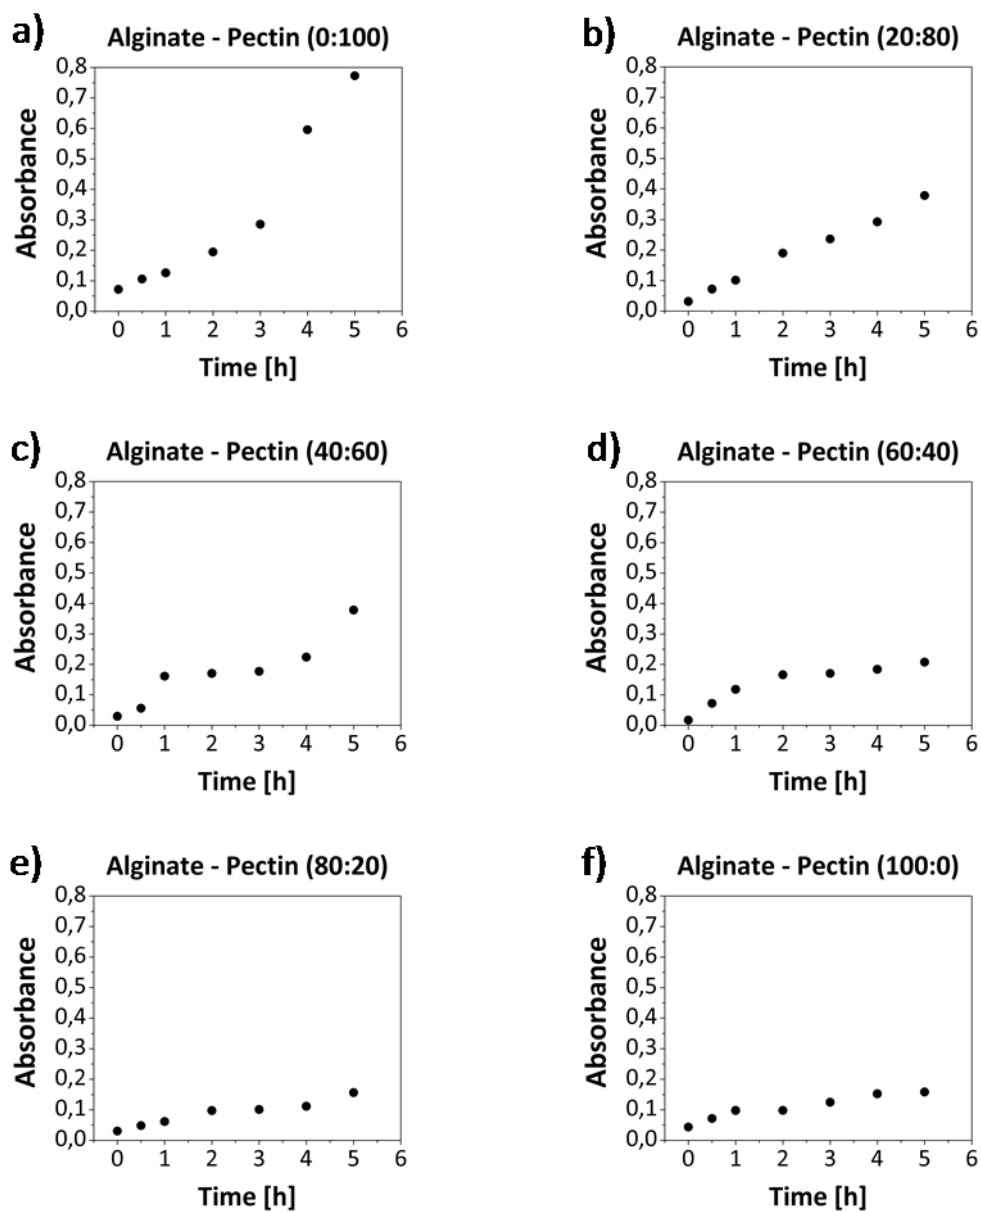 a) Alginate - Pectin (0:100)
0,8
0,7
0,6
0,5
0,4
0,3
0,2
0,1
0,0
Absorbance
0 1 2 3 4 5 6
Time [h]
b) Alginate - Pectin (20:80)
0,8
0,7
0,6
0,5
0,4
0,3
0,2
0,1
0,0
Absorbance
0 1 2 3 4 5 6
Time [h]
c) Alginate - Pectin (40:60)
0,8
0,7
0,6
0,5
0,4
0,3
0,2
0,1
0,0
Absorbance
0 1 2 3 4 5 6
Time [h]
d) Alginate - Pectin (60:40)
0,8
0,7
0,6
0,5
0,4
0,3
0,2
0,1
0,0
Absorbance
0 1 2 3 4 5 6
Time [h]
e) Alginate - Pectin (80:20)
0,8
0,7
0,6
0,5
0,4
0,3
0,2
0,1
0,0
Absorbance
0 1 2 3 4 5 6
Time [h]
f) Alginate - Pectin (100:0)
0,8
0,7
0,6
0,5
0,4
0,3
0,2
0,1
0,0
Absorbance
0 1 2 3 4 5 6
Time [h]